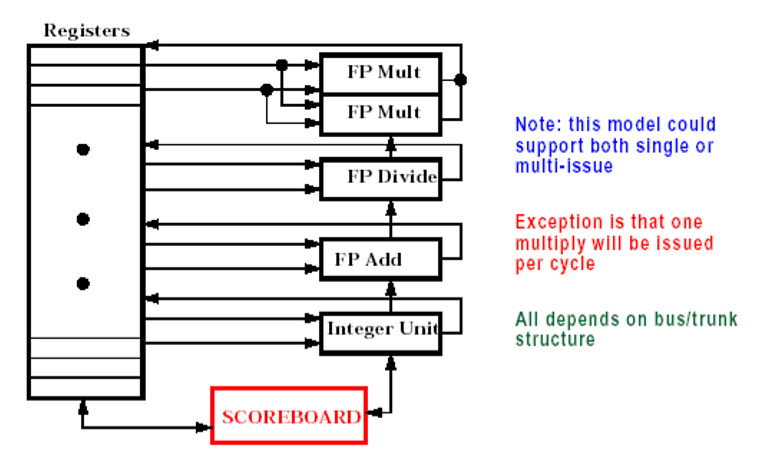 Registers
FP Mult
FP Mult
FP Divide
FP Add
Integer Unit
SCOREBOARD
Note: this model could
support both single or
multi-issue
Exception is that one
multiply will be issued
per cycle
All depends on bus/trunk
structure